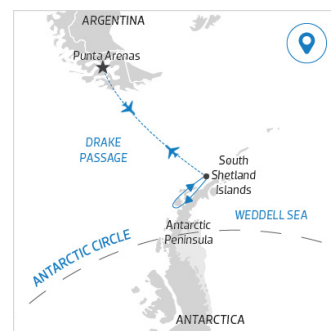 ARGENTINA
Punta Arenas
DRAKE
PASSAGE
South
Shetland
Islands
WEDDELL SEA
Antarctic
Peninsula
ANTARCTIC CIRCLE
ANTARCTICA